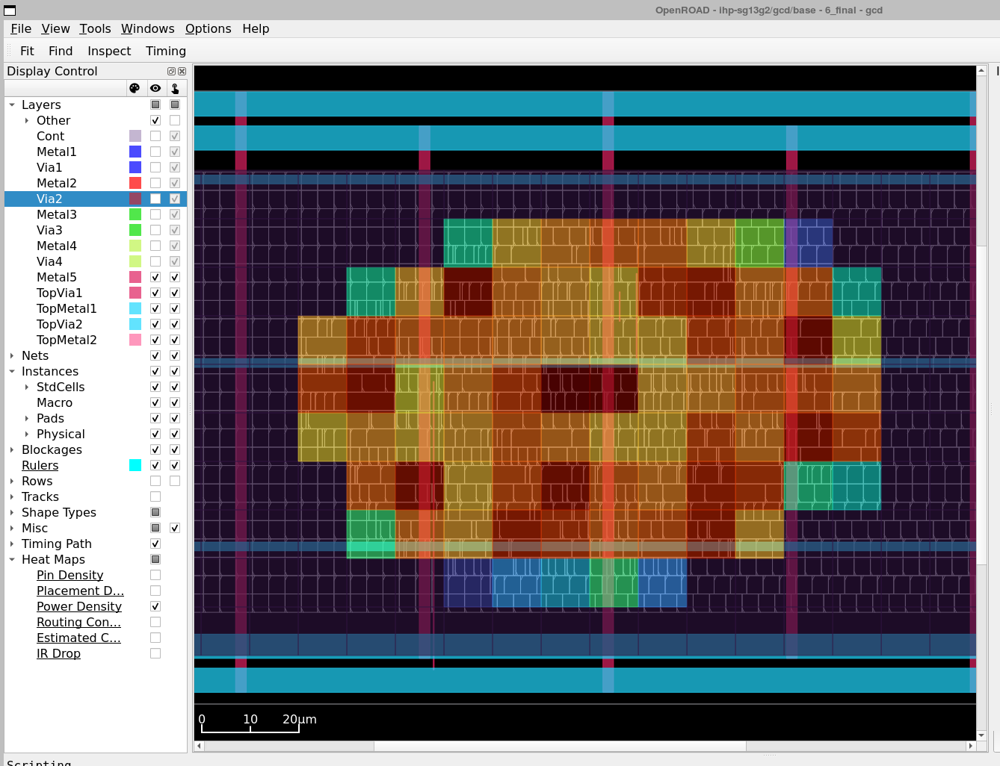 OpenROAD - ihp-sg13g2/gcd/base - 6_final - gcd
File View Tools Windows Options Help
Fit Find Inspect Timing
Display Control
Layers
Other
Cont
Metal1
Via1
Metal2
Via2
Metal3
Via3
Metal4
Via4
Metal5
TopVia1
TopMetal1
TopVia2
TopMetal2
Nets
Instances
StdCells
Macro
Pads
Physical
Blockages
Rulers
Rows
Tracks
Shape Types
Misc
Timing Path
Heat Maps
Pin Density
Placement D...
Power Density
Routing Con...
Estimated C...
IR Drop
0 10 20µm
Scripting